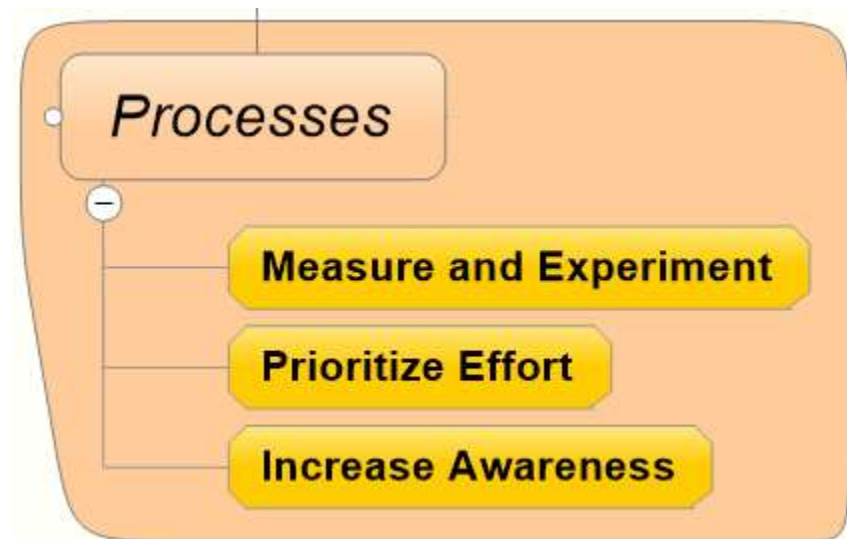 Processes
Measure and Experiment
Prioritize Effort
Increase Awareness